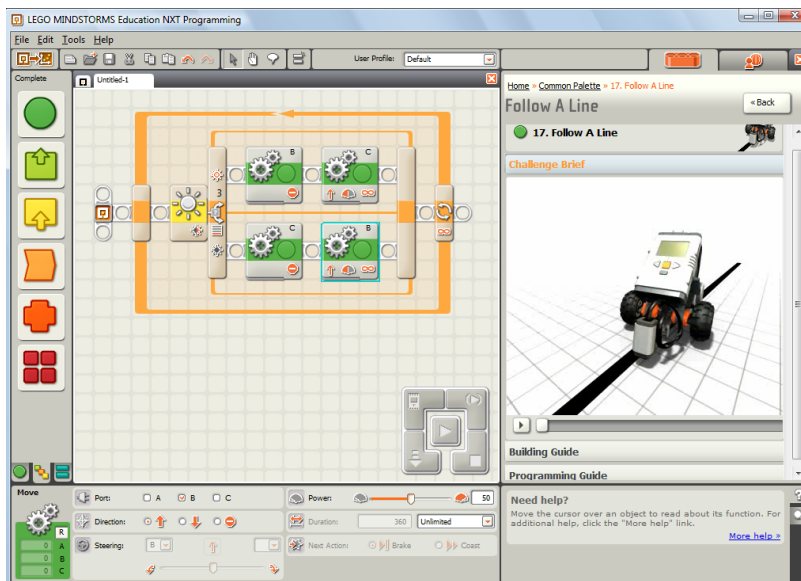 LEGO MINDSTORMS Education NXT Programming
File Edit Tools Help
User Profile: Default
Complete
Untitled-1
B
C
3
C
B
Home » Common Palette » 17. Follow A Line
Follow A Line
« Back
17. Follow A Line
Challenge Brief
Building Guide
Programming Guide
Move
R
0 A
0 B
0 C
Port: A B C
Direction:
Steering: B
Power: 50
Duration: 360 Unlimited
Next Action: Brake Coast
Need help?
Move the cursor over an object to read about its function. For
additional help, click the "More help" link.
More help »